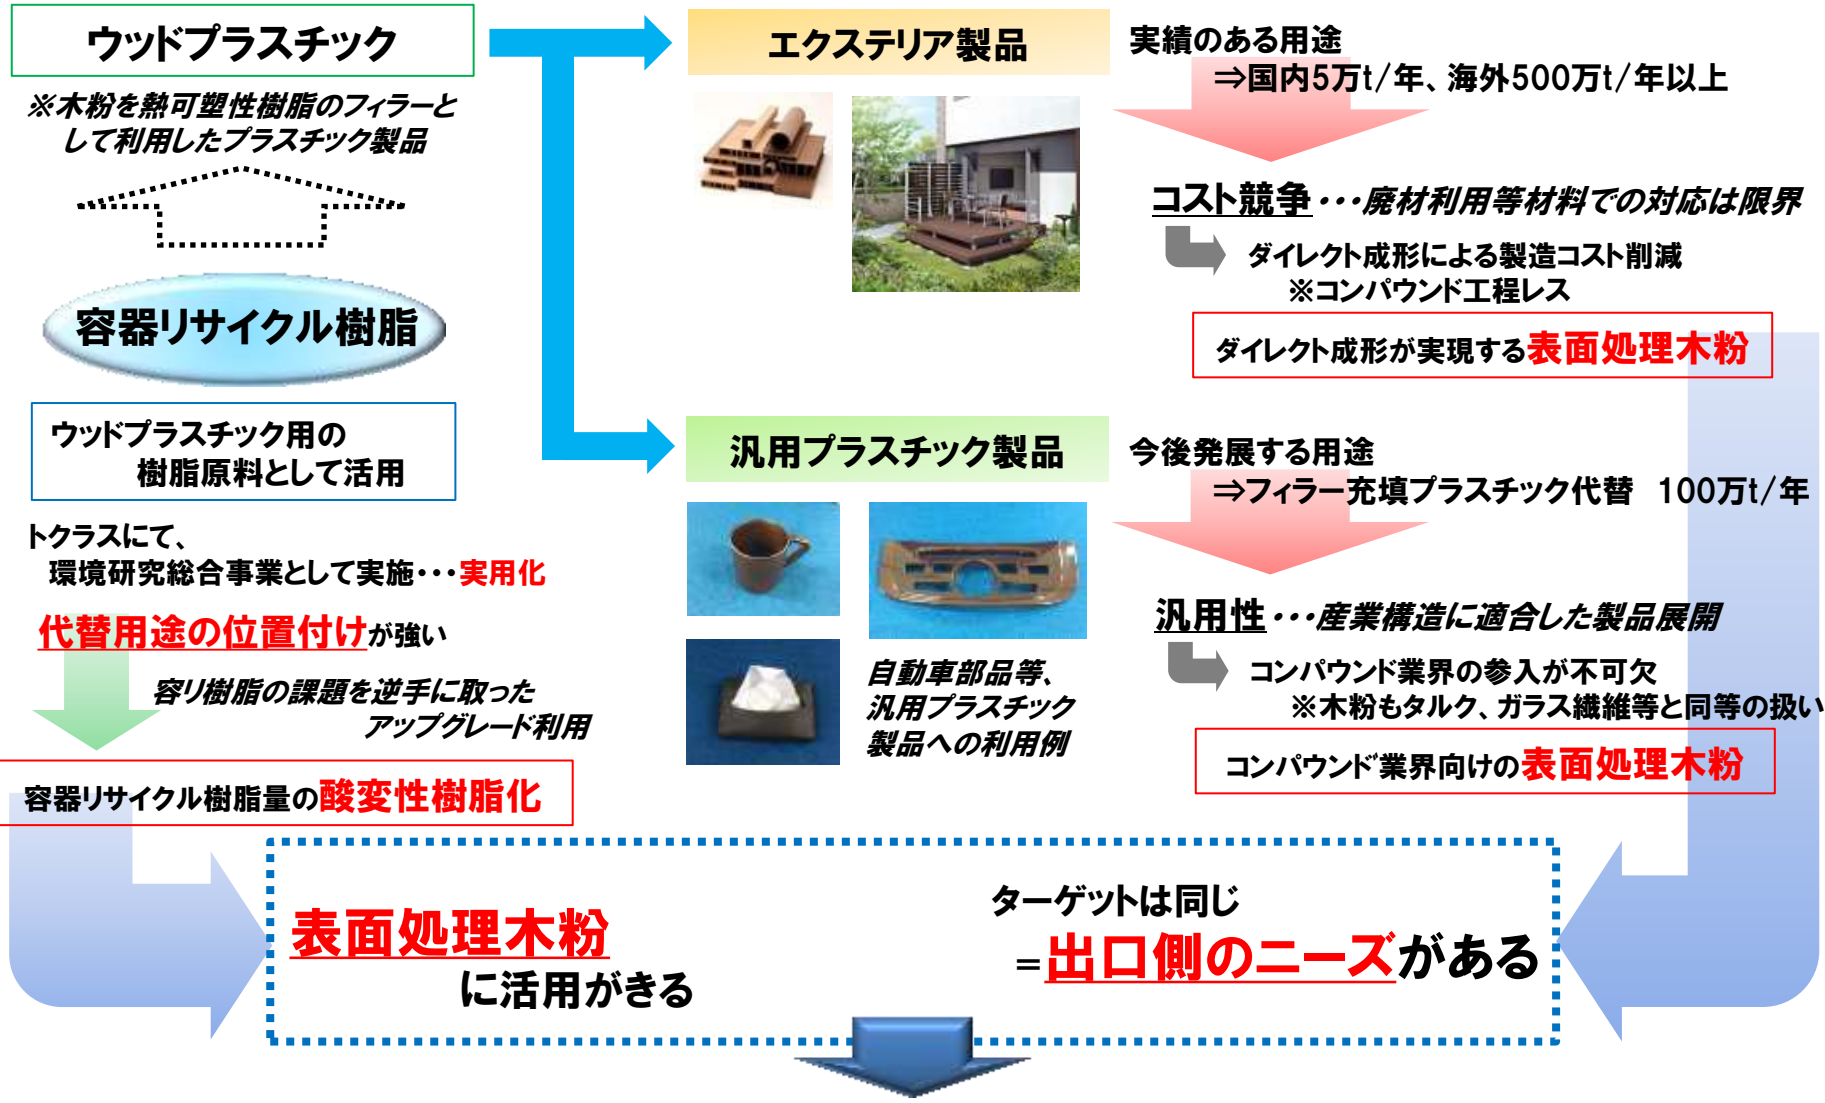 ウッドプラスチック
※木粉を熱可塑性樹脂のフィラーと
して利用したプラスチック製品
容器リサイクル樹脂
ウッドプラスチック用の
樹脂原料として活用
トクラスにて、
環境研究総合事業として実施・・・実用化
代替用途の位置付けが強い
容リ樹脂の課題を逆手に取った
アップグレード利用
容器リサイクル樹脂量の酸変性樹脂化
エクステリア製品
実績のある用途
⇒国内5万t/年、海外500万t/年以上
コスト競争・・・廃材利用等材料での対応は限界
ダイレクト成形による製造コスト削減
※コンパウンド工程レス
ダイレクト成形が実現する表面処理木粉
汎用プラスチック製品
今後発展する用途
⇒フィラー充填プラスチック代替 100万t/年
自動車部品等、
汎用プラスチック
製品への利用例
汎用性・・・産業構造に適合した製品展開
コンパウンド業界の参入が不可欠
※木粉もタルク、ガラス繊維等と同等の扱い
コンパウンド業界向けの表面処理木粉
表面処理木粉
に活用がきる
ターゲットは同じ
=出口側のニーズがある